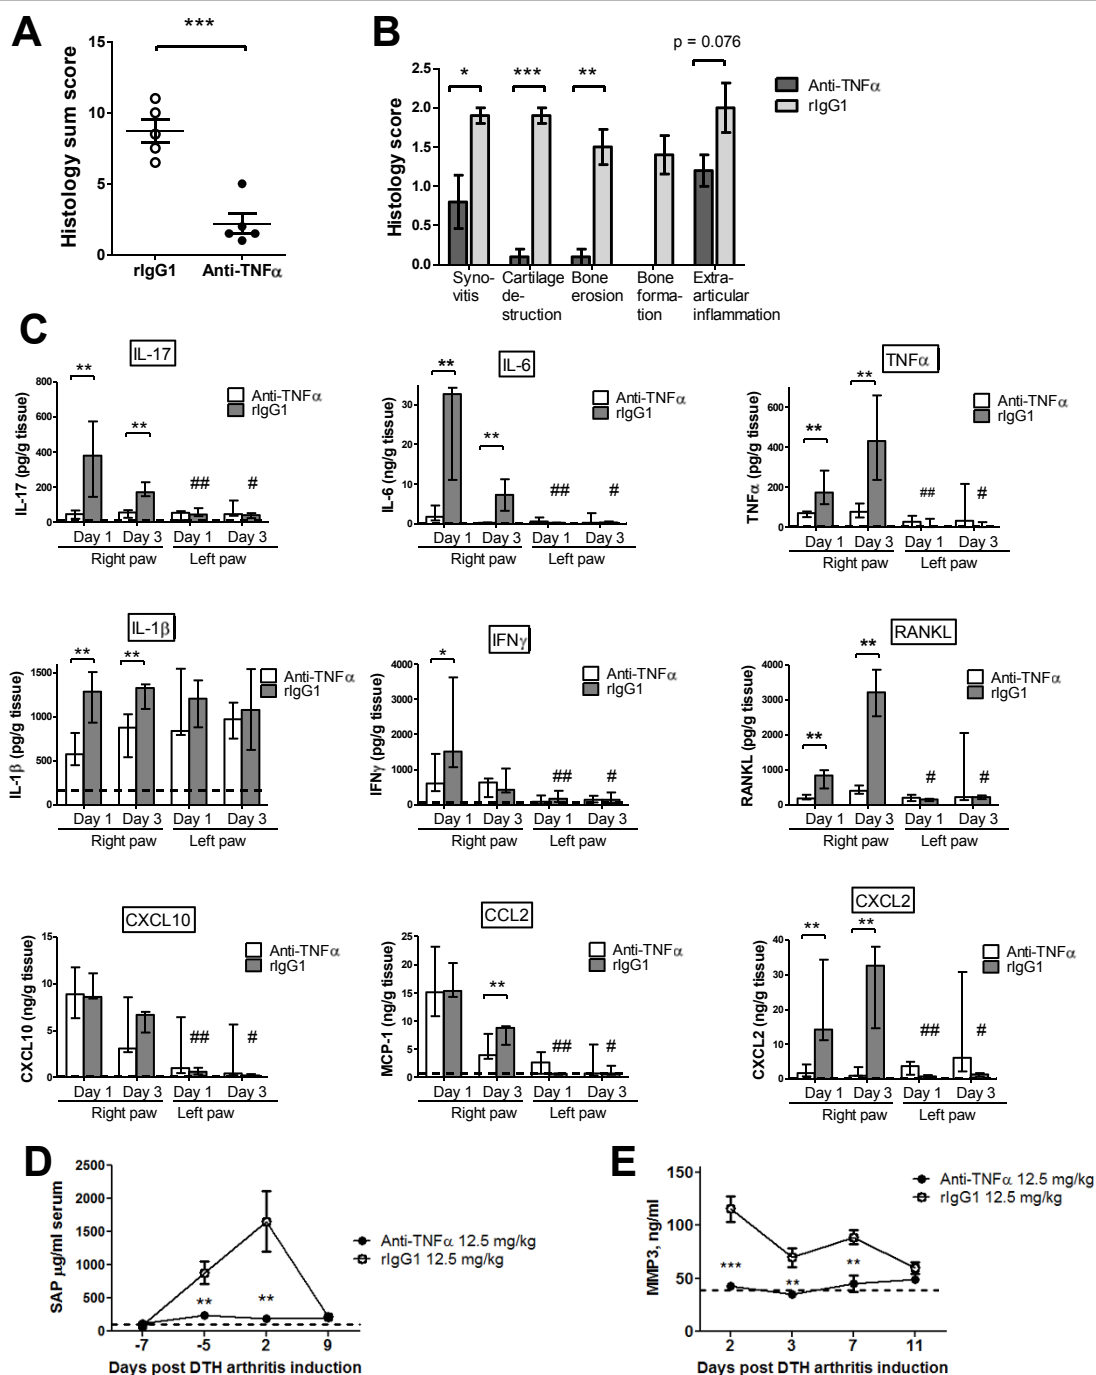 A
***
15
10
5
0
Histology sum score
rIgG1
Anti-TNFα
B
p = 0.076
*
***
**
2.5
2.0
1.5
1.0
0.5
0.0
Histology score
Anti-TNFα
rIgG1
Syno-
vitis
Cartilage
de-
struction
Bone
erosion
Bone
forma-
tion
Extra-
articular
inflammation
C
IL-17
**
**
##
#
800
600
400
200
0
IL-17 (pg/g tissue)
Anti-TNFα
rIgG1
Day 1
Day 3
Day 1
Day 3
Right paw
Left paw
IL-6
**
**
##
#
30
20
10
0
IL-6 (ng/g tissue)
Anti-TNFα
rIgG1
Day 1
Day 3
Day 1
Day 3
Right paw
Left paw
TNFα
**
**
##
#
600
400
200
0
TNFα (pg/g tissue)
Anti-TNFα
rIgG1
Day 1
Day 3
Day 1
Day 3
Right paw
Left paw
IL-1β
**
**
1500
1000
500
0
IL-1β (pg/g tissue)
Anti-TNFα
rIgG1
Day 1
Day 3
Day 1
Day 3
Right paw
Left paw
IFNγ
*
##
#
4000
3000
2000
1000
0
IFNγ (pg/g tissue)
Anti-TNFα
rIgG1
Day 1
Day 3
Day 1
Day 3
Right paw
Left paw
RANKL
**
**
#
#
4000
3000
2000
1000
0
RANKL (pg/g tissue)
Anti-TNFα
rIgG1
Day 1
Day 3
Day 1
Day 3
Right paw
Left paw
CXCL10
##
#
15
10
5
0
CXCL10 (ng/g tissue)
Anti-TNFα
rIgG1
Day 1
Day 3
Day 1
Day 3
Right paw
Left paw
CCL2
**
##
#
25
20
15
10
5
0
MCP-1 (ng/g tissue)
Anti-TNFα
rIgG1
Day 1
Day 3
Day 1
Day 3
Right paw
Left paw
CXCL2
**
**
##
#
40
30
20
10
0
CXCL2 (ng/g tissue)
Anti-TNFα
rIgG1
Day 1
Day 3
Day 1
Day 3
Right paw
Left paw
D
2500
2000
1500
1000
500
0
SAP μg/ml serum
**
**
Anti-TNFα 12.5 mg/kg
rIgG1 12.5 mg/kg
-7
-5
2
9
Days post DTH arthritis induction
E
150
100
50
0
MMP3, ng/ml
***
**
**
Anti-TNFα 12.5 mg/kg
rIgG1 12.5 mg/kg
2
3
7
11
Days post DTH arthritis induction